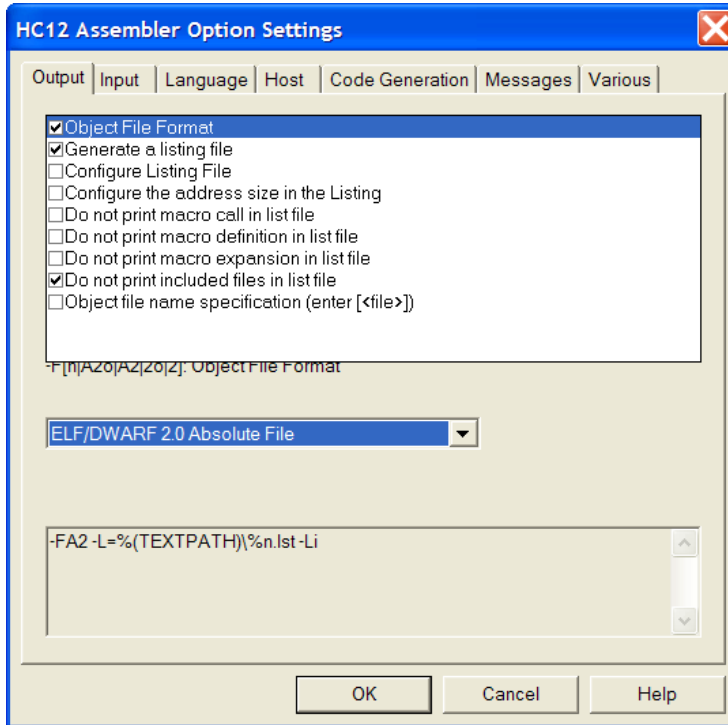 HC12 Assembler Option Settings
Output Input Language Host Code Generation Messages Various
Object File Format
Generate a listing file
Configure Listing File
Configure the address size in the Listing
Do not print macro call in list file
Do not print macro definition in list file
Do not print macro expansion in list file
Do not print included files in list file
Object file name specification (enter [<file>])
-F[h|A2o|A2|2o|2]: Object File Format
ELF/DWARF 2.0 Absolute File
-FA2 -L=%(TEXTPATH)\%n.lst -Li
OK Cancel Help